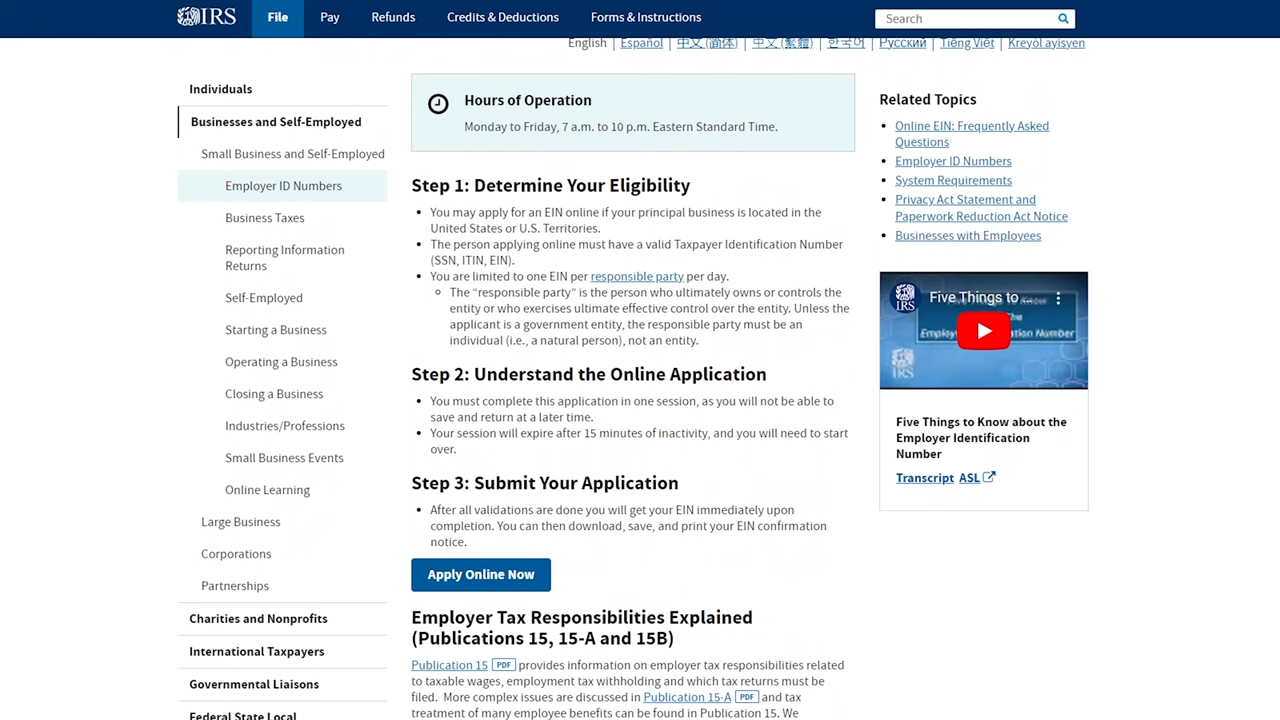 IRS
File
Pay
Refunds
Credits & Deductions
Forms & Instructions
Search
English | Español | 中文 (简体) | 中文 (繁體) | 한국어 | Русский | Tiếng Việt | Kreyòl ayisyen
Individuals
Businesses and Self-Employed
Small Business and Self-Employed
Employer ID Numbers
Business Taxes
Reporting Information
Returns
Self-Employed
Starting a Business
Operating a Business
Closing a Business
Industries/Professions
Small Business Events
Online Learning
Large Business
Corporations
Partnerships
Charities and Nonprofits
International Taxpayers
Governmental Liaisons
Federal State Local
Hours of Operation
Monday to Friday, 7 a.m. to 10 p.m. Eastern Standard Time.
Step 1: Determine Your Eligibility
• You may apply for an EIN online if your principal business is located in the
United States or U.S. Territories.
• The person applying online must have a valid Taxpayer Identification Number
(SSN, ITIN, EIN).
• You are limited to one EIN per responsible party per day.
The “responsible party” is the person who ultimately owns or controls the
entity or who exercises ultimate effective control over the entity. Unless the
applicant is a government entity, the responsible party must be an
individual (i.e., a natural person), not an entity.
Step 2: Understand the Online Application
• You must complete this application in one session, as you will not be able to
save and return at a later time.
• Your session will expire after 15 minutes of inactivity, and you will need to start
over.
Step 3: Submit Your Application
• After all validations are done you will get your EIN immediately upon
completion. You can then download, save, and print your EIN confirmation
notice.
Apply Online Now
Employer Tax Responsibilities Explained
(Publications 15, 15-A and 15B)
Publication 15 PDF provides information on employer tax responsibilities related
to taxable wages, employment tax withholding and which tax returns must be
filed. More complex issues are discussed in Publication 15-A PDF and tax
treatment of many employee benefits can be found in Publication 15. We
Related Topics
• Online EIN: Frequently Asked
Questions
• Employer ID Numbers
• System Requirements
• Privacy Act Statement and
Paperwork Reduction Act Notice
• Businesses with Employees
IRS
Five Things to ...
Things to Know
The
Employer
ation Number
IRS
Five Things to Know about the
Employer Identification
Number
Transcript ASL